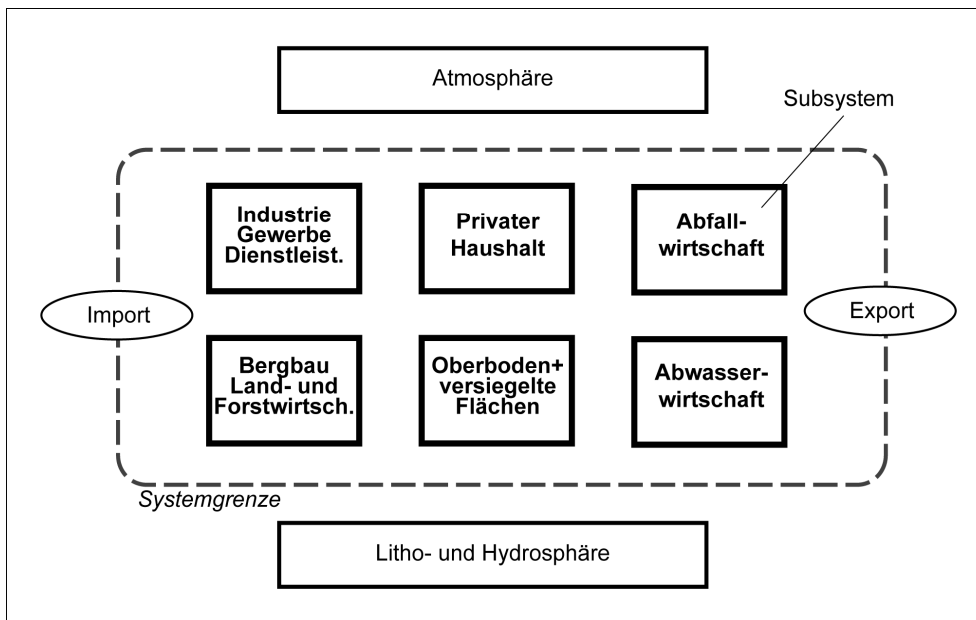 Atmosphäre
Subsystem
Industrie
Gewerbe
Dienstleist.
Privater
Haushalt
Abfall-
wirtschaft
Import
Export
Bergbau
Land- und
Forstwirtsch.
Oberboden+
versiegelte
Flächen
Abwasser-
wirtschaft
Systemgrenze
Litho- und Hydrosphäre